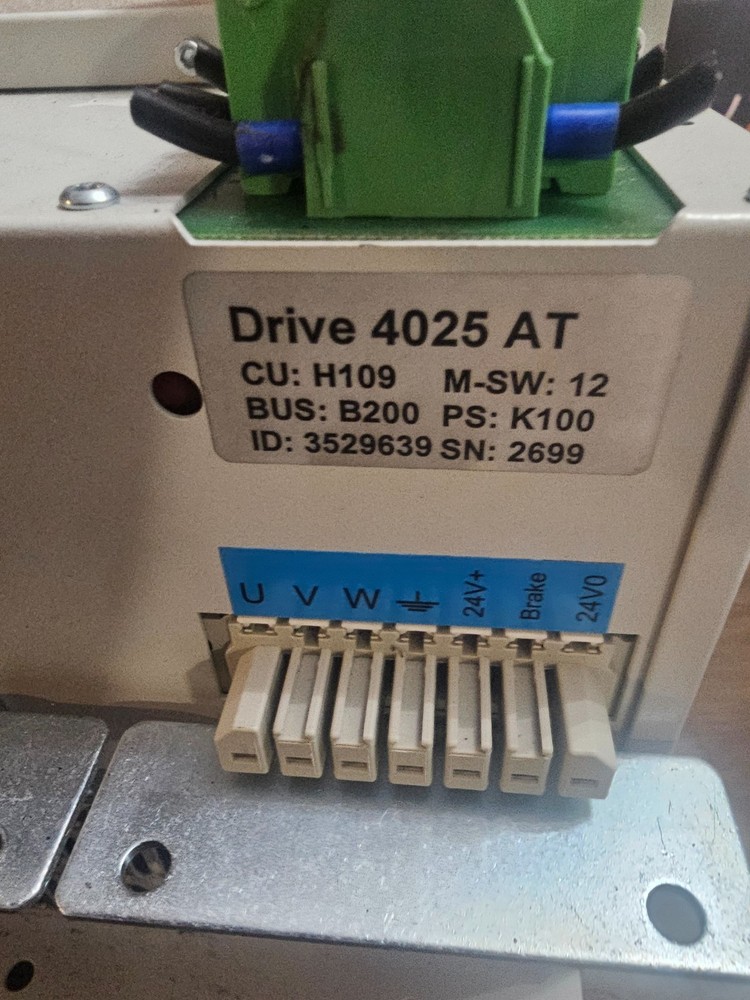 Drive 4025 AT
CU: H109 M-SW: 12
BUS: B200 PS: K100
ID: 3529639 SN: 2699
U V W 24V+ Brake 24V0